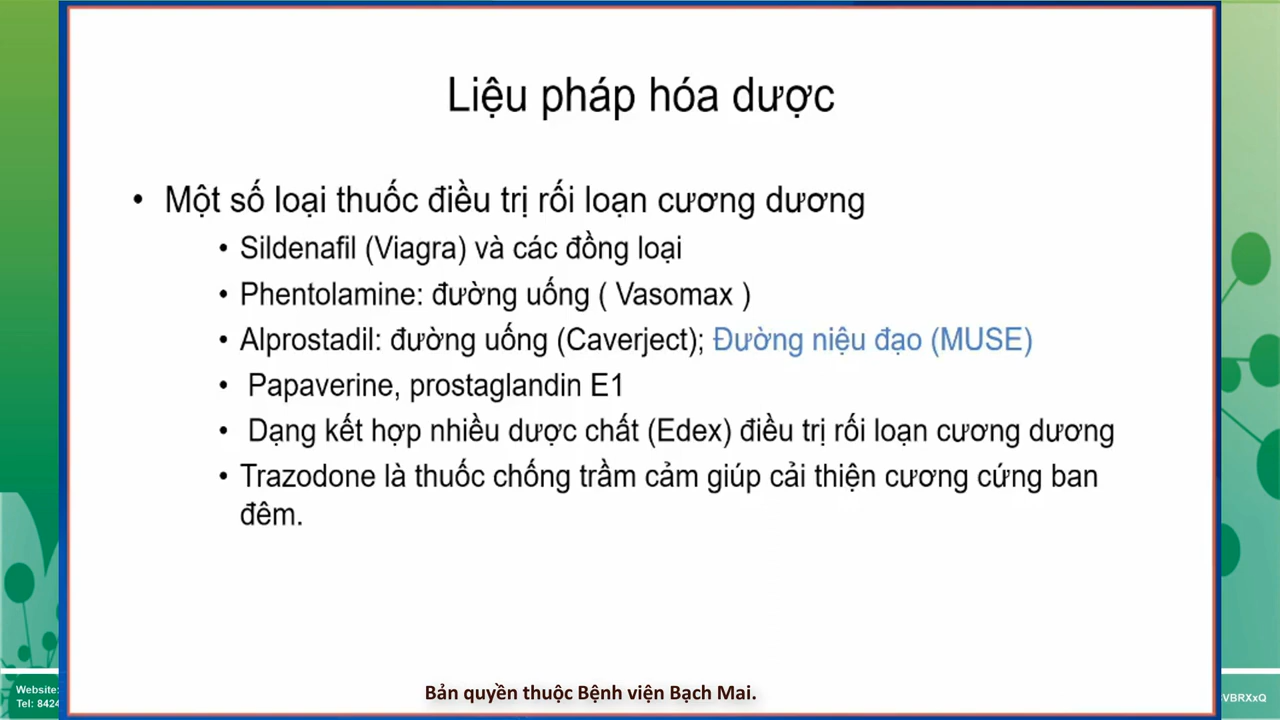 Liệu pháp hóa dược
• Một số loại thuốc điều trị rối loạn cương dương
• Sildenafil (Viagra) và các đồng loại
• Phentolamine: đường uống ( Vasomax )
• Alprostadil: đường uống (Caverject); Đường niệu đạo (MUSE)
• Papaverine, prostaglandin E1
• Dạng kết hợp nhiều dược chất (Edex) điều trị rối loạn cương dương
• Trazodone là thuốc chống trầm cảm giúp cải thiện cương cứng ban
đêm.
Bản quyền thuộc Bệnh viện Bạch Mai.
Website:
Tel: 8424
VBRXxQ